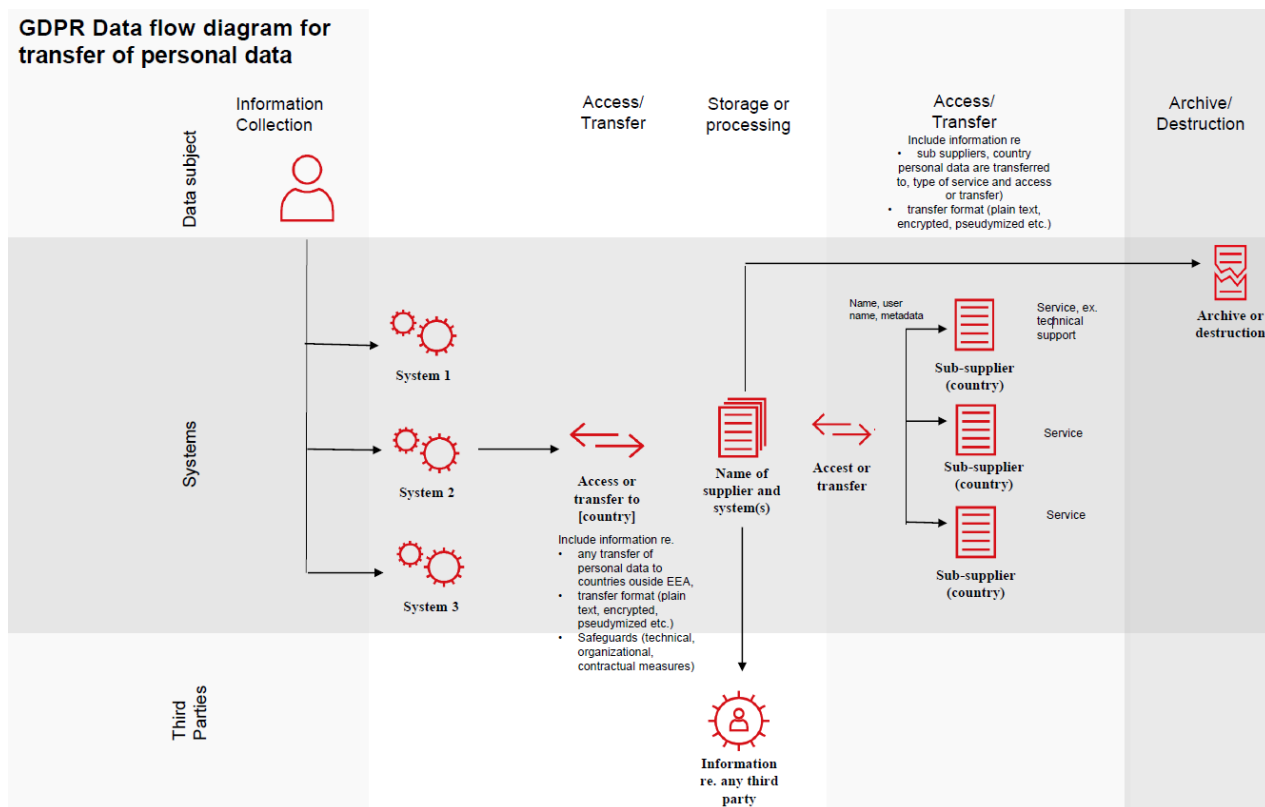 GDPR Data flow diagram for
transfer of personal data
Information
Collection
Access/
Transfer
Storage or
processing
Access/
Transfer
Include information re
• sub suppliers, country
personal data are transferred
to, type of service and access
or transfer)
• transfer format (plain text,
encrypted, pseudymized etc.)
Archive/
Destruction
Data subject
Systems
System 1
System 2
System 3
Access or
transfer to
[country]
Include information re.
• any transfer of
personal data to
countries ouside EEA,
• transfer format (plain
text, encrypted,
pseudymized etc.)
• Safeguards (technical,
organizational,
contractual measures)
Name of
supplier and
system(s)
Accest or
transfer
Name, user
name, metadata
Service, ex.
technical
support
Sub-supplier
(country)
Service
Sub-supplier
(country)
Service
Sub-supplier
(country)
Archive or
destruction
Third
Parties
Information
re. any third
party